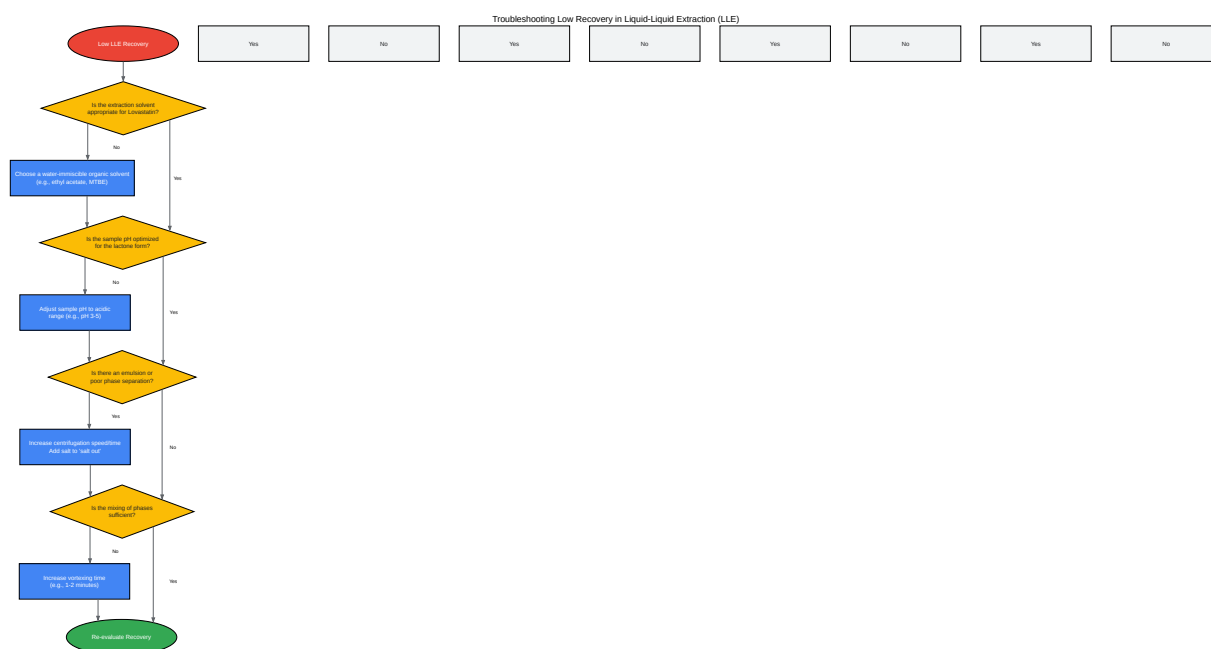 Troubleshooting Low Recovery in Liquid-Liquid Extraction (LLE)
Low LLE Recovery
Yes
No
Yes
No
Yes
No
Yes
No
Is the extraction solvent
appropriate for Lovastatin?
No
Yes
Choose a water-immiscible organic solvent
(e.g., ethyl acetate, MTBE)
Is the sample pH optimized
for the lactone form?
No
Yes
Adjust sample pH to acidic
range (e.g., pH 3-5)
Is there an emulsion or
poor phase separation?
Yes
No
Increase centrifugation speed/time
Add salt to 'salt out'
Is the mixing of phases
sufficient?
No
Yes
Increase vortexing time
(e.g., 1-2 minutes)
Re-evaluate Recovery